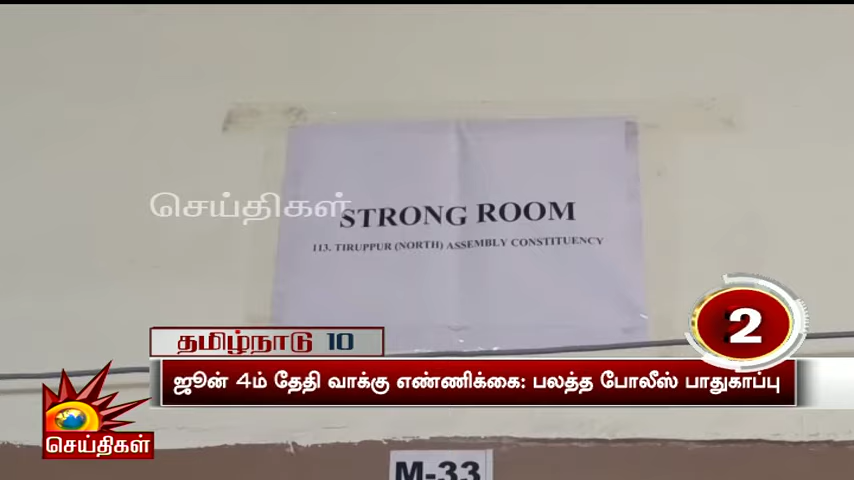 செய்திகள்
STRONG ROOM
113. TIRUPPUR (NORTH) ASSEMBLY CONSTITUENCY
2
தமிழ்நாடு 10
ஜூன் 4ம் தேதி வாக்கு எண்ணிக்கை: பலத்த போலீஸ் பாதுகாப்பு
செய்திகள்
M-33